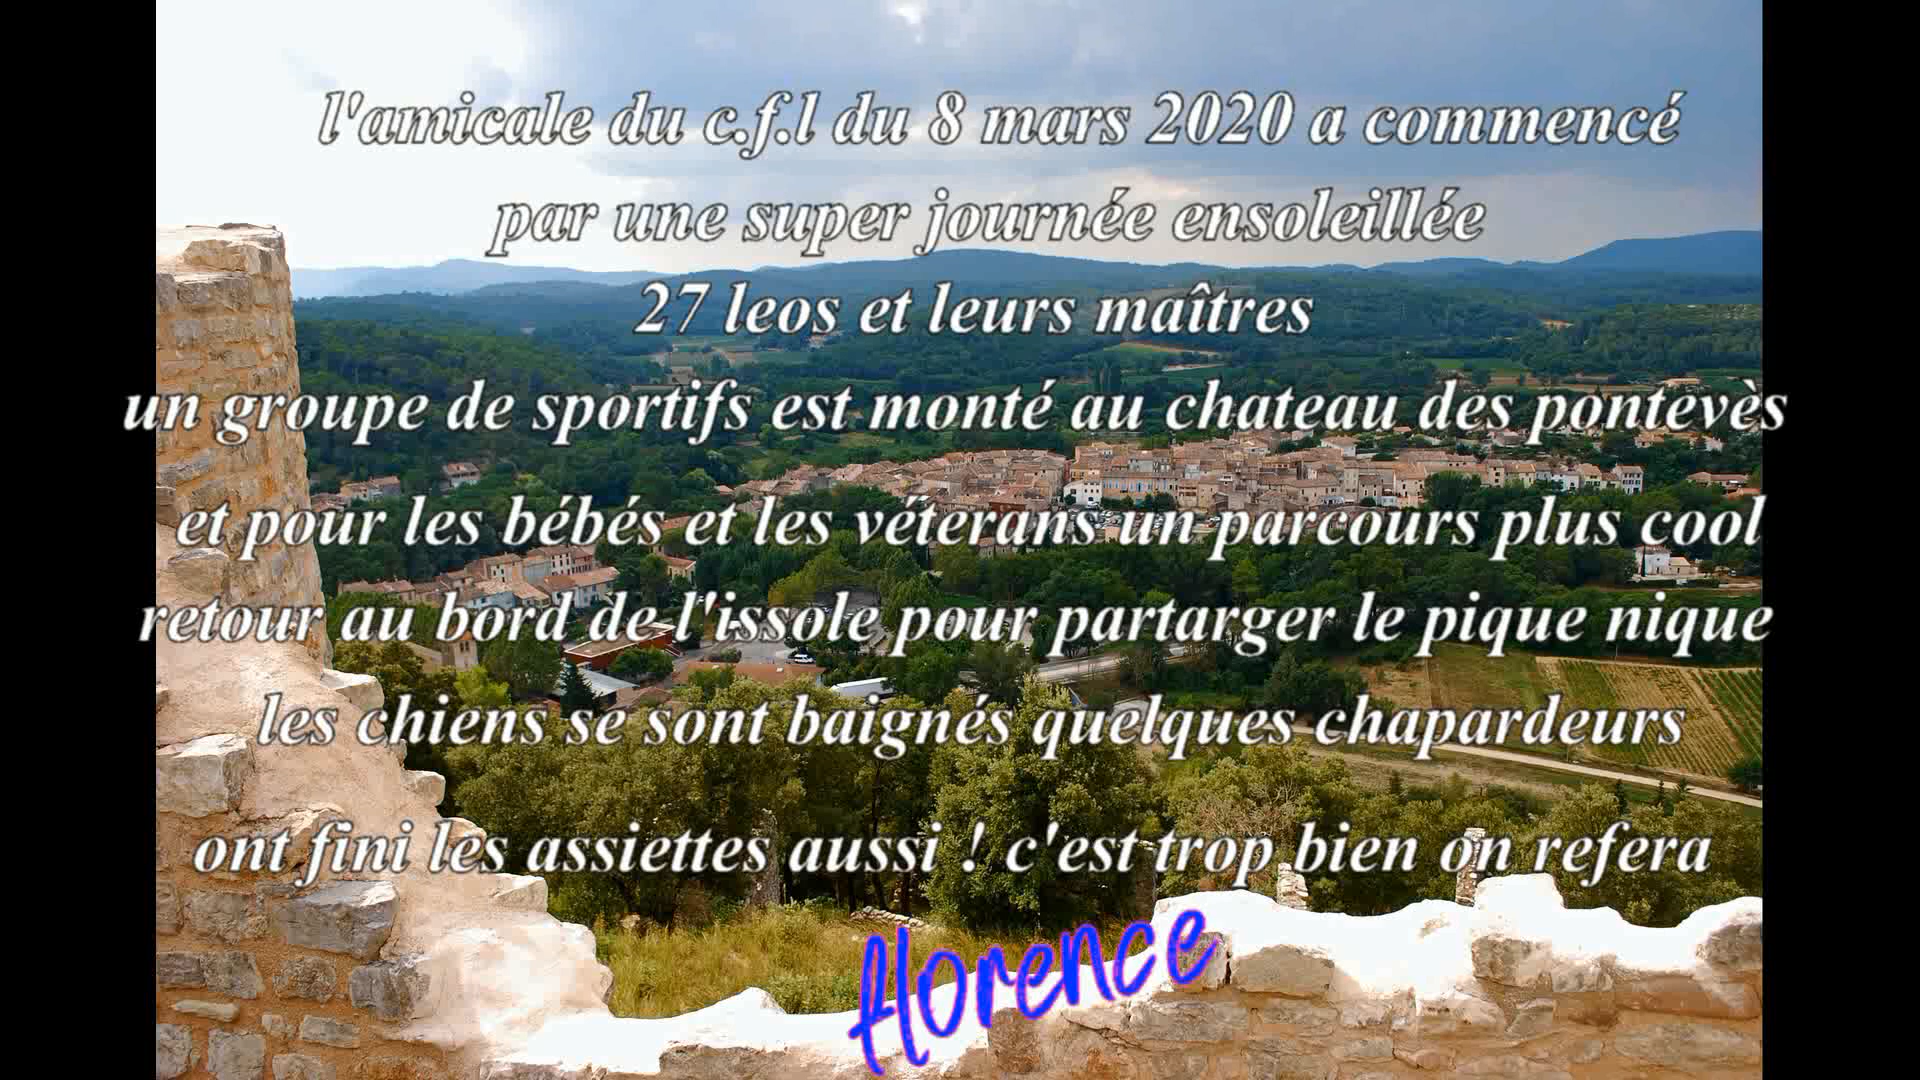 l'amicale du c.f.l du 8 mars 2020 a commencé
par une super journée ensoleillée
27 leos et leurs maîtres
un groupe de sportifs est monté au chateau des pontevès
et pour les bébés et les véterans un parcours plus cool
retour au bord de l'issole pour partarger le pique nique
les chiens se sont baignés quelques chapardeurs
ont fini les assiettes aussi ! c'est trop bien on refera
florence